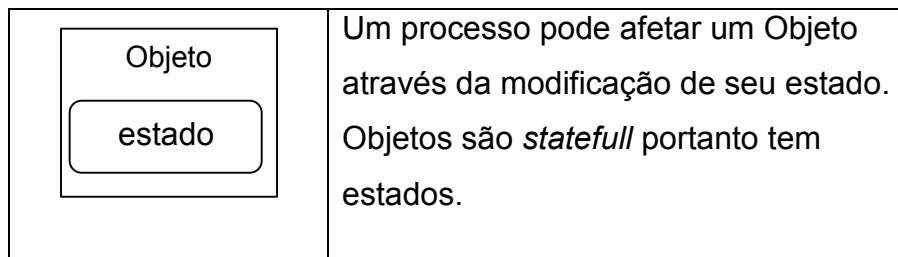 Objeto
estado
Um processo pode afetar um Objeto
através da modificação de seu estado.
Objetos são statefull portanto tem
estados.